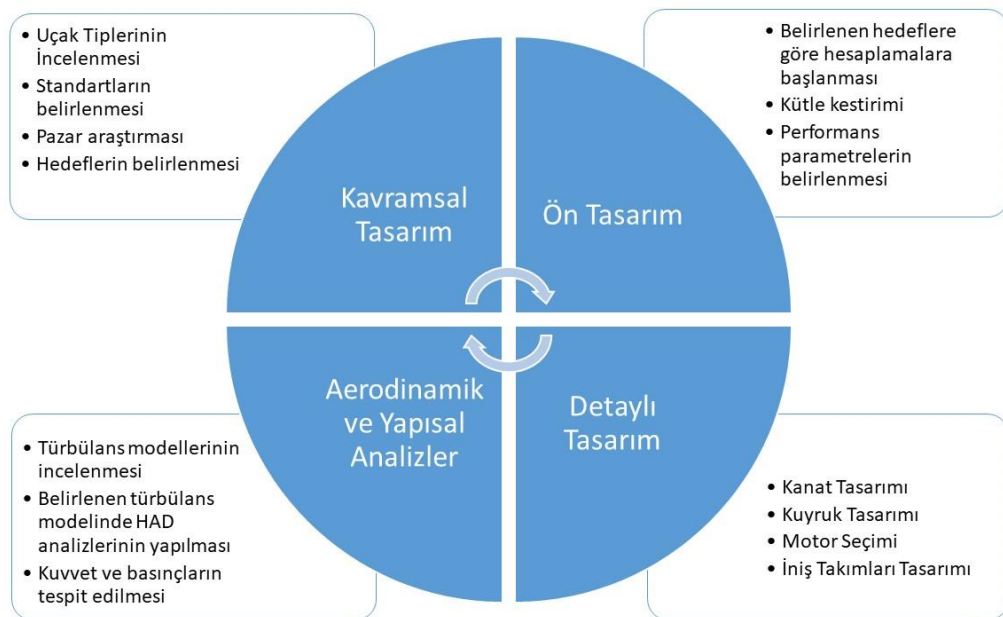 • Uçak Tiplerinin
İncelenmesi
• Standartların
belirlenmesi
• Pazar araştırması
• Hedeflerin belirlenmesi
Kavramsal
Tasarım
• Belirlenen hedeflere
göre hesaplamalara
başlanması
• Kütle kestirimi
• Performans
parametrelerin
belirlenmesi
Ön Tasarım
Aerodinamik
ve Yapısal
Analizler
• Türbülans modellerinin
incelenmesi
• Belirlenen türbülans
modelinde HAD
analizlerinin yapılması
• Kuvvet ve basınçların
tespit edilmesi
Detaylı
Tasarım
• Kanat Tasarımı
• Kuyruk Tasarımı
• Motor Seçimi
• İniş Takımları Tasarımı